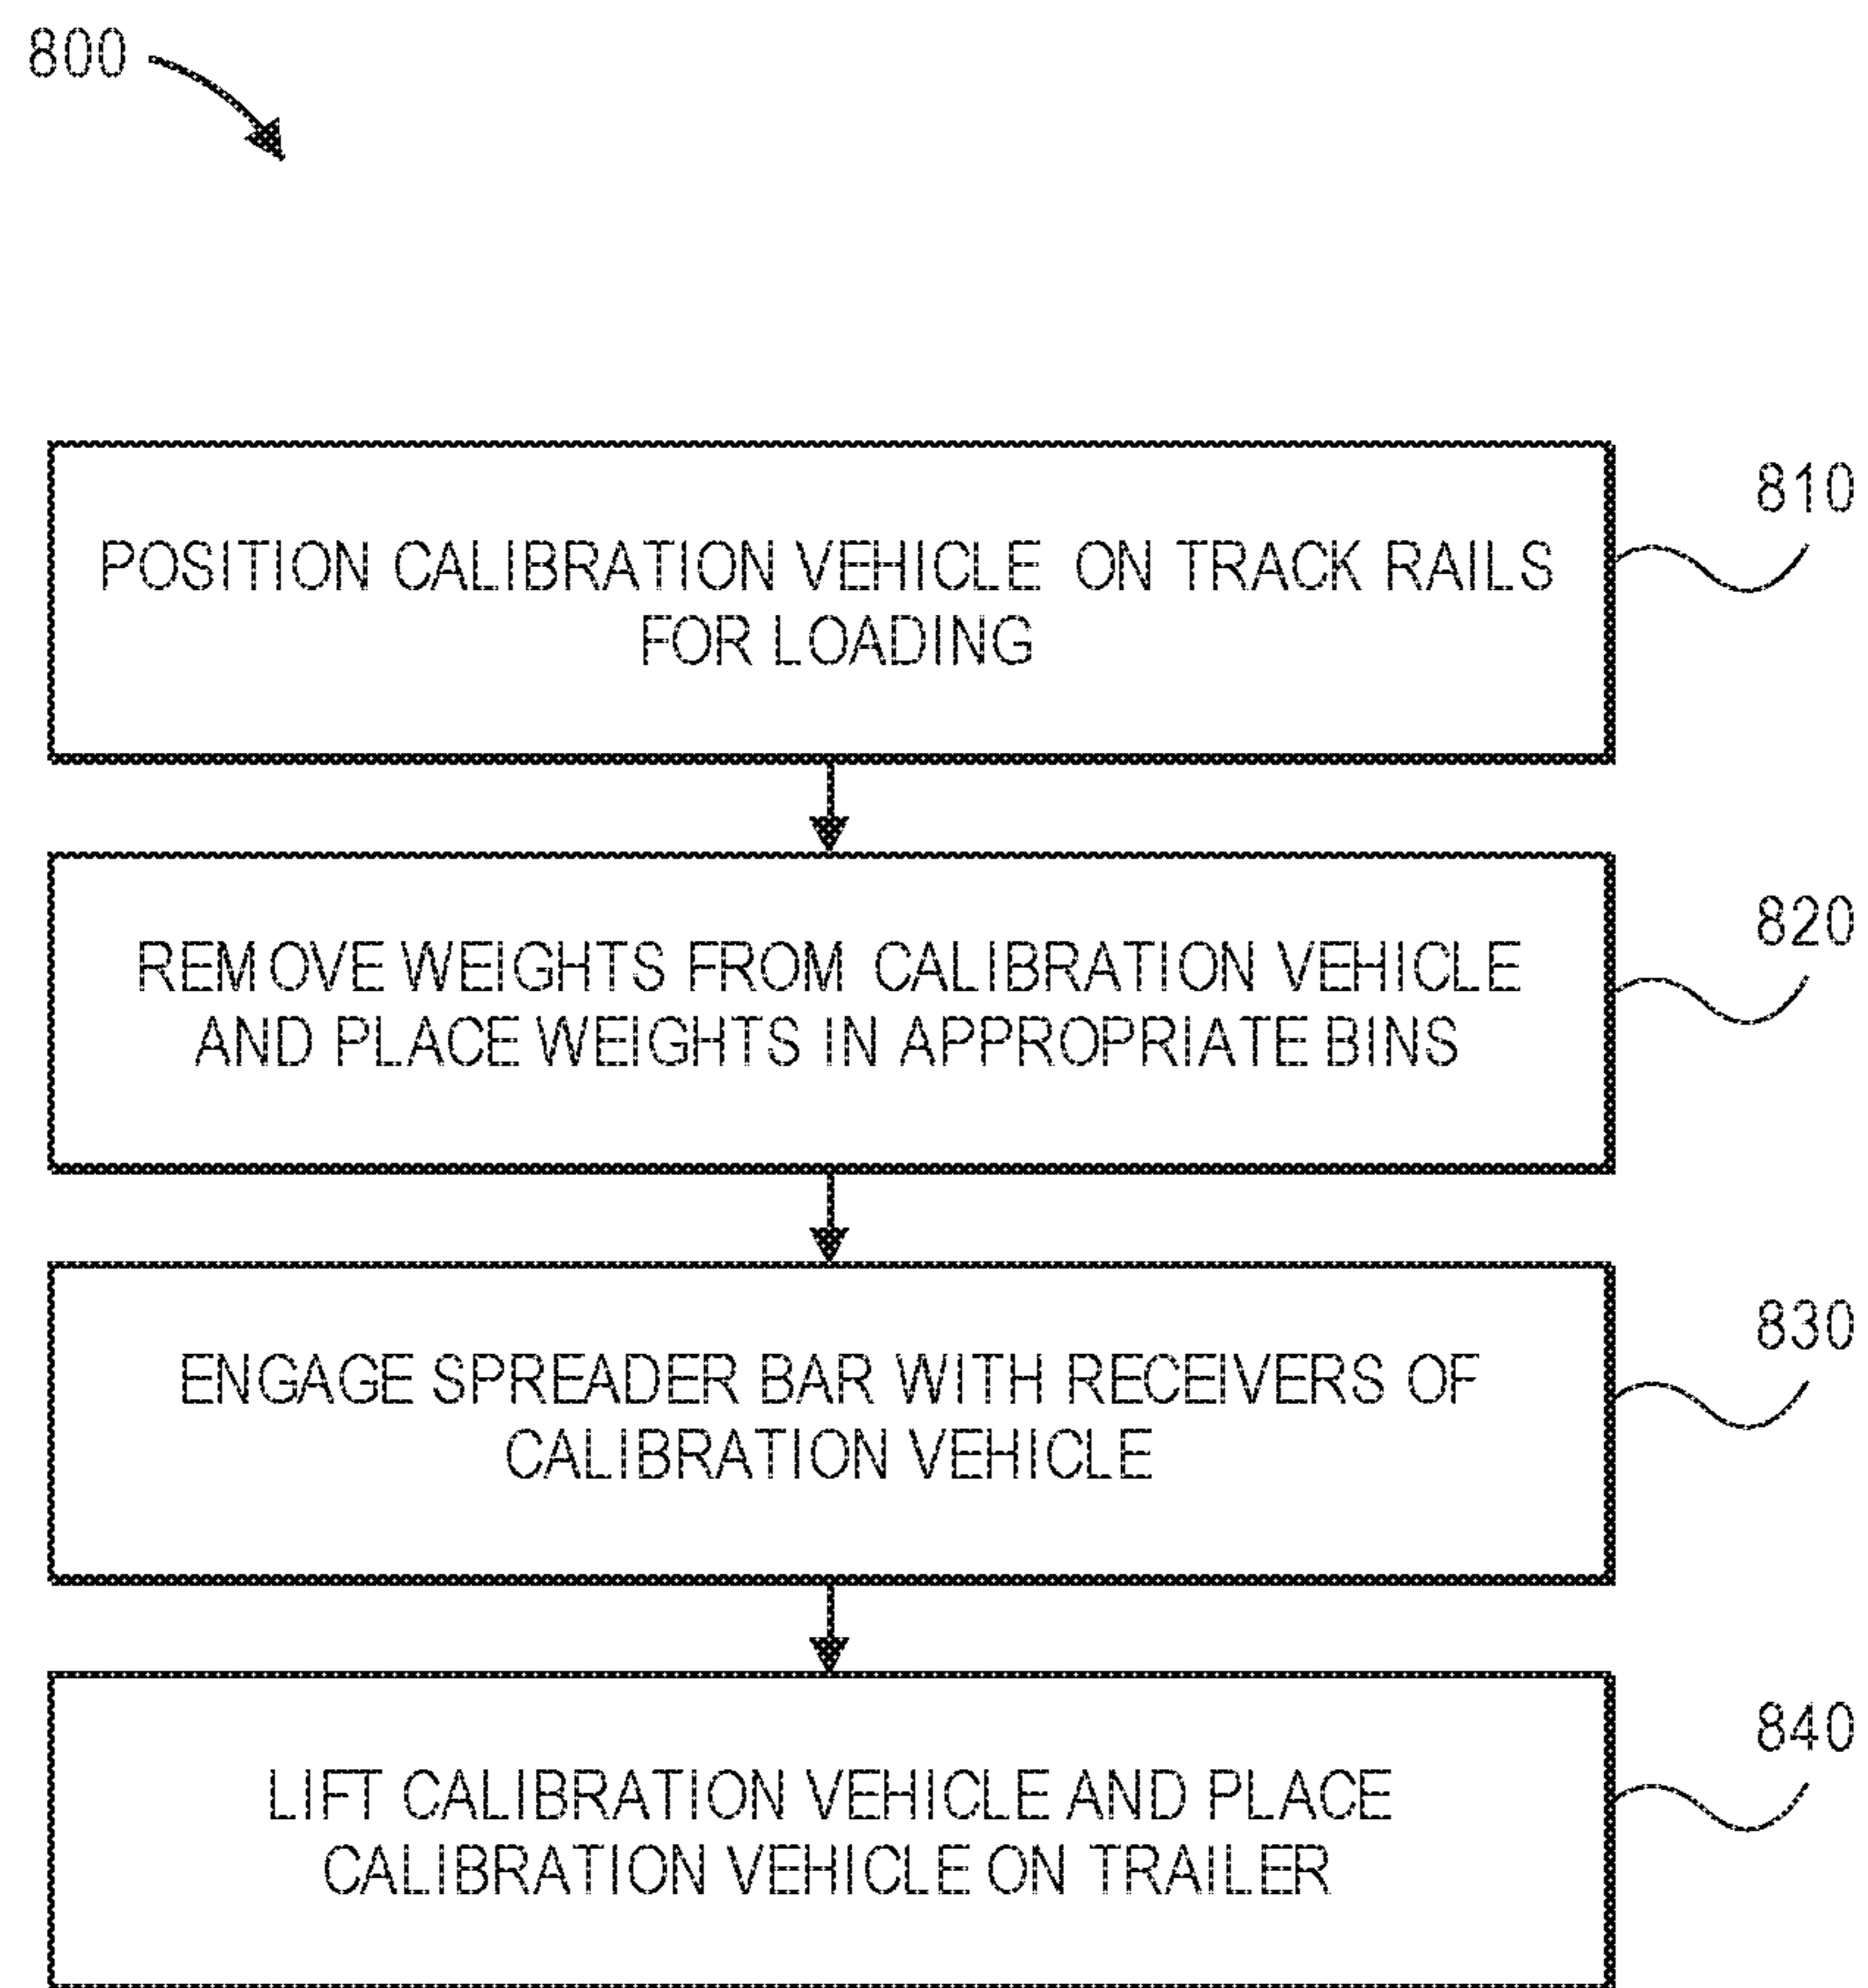 800
810
POSITION CALIBRATION VEHICLE ON TRACK RAILS
FOR LOADING
820
REMOVE WEIGHTS FROM CALIBRATION VEHICLE
AND PLACE WEIGHTS IN APPROPRIATE BINS
830
ENGAGE SPREADER BAR WITH RECEIVERS OF
CALIBRATION VEHICLE
840
LIFT CALIBRATION VEHICLE AND PLACE
CALIBRATION VEHICLE ON TRAILER